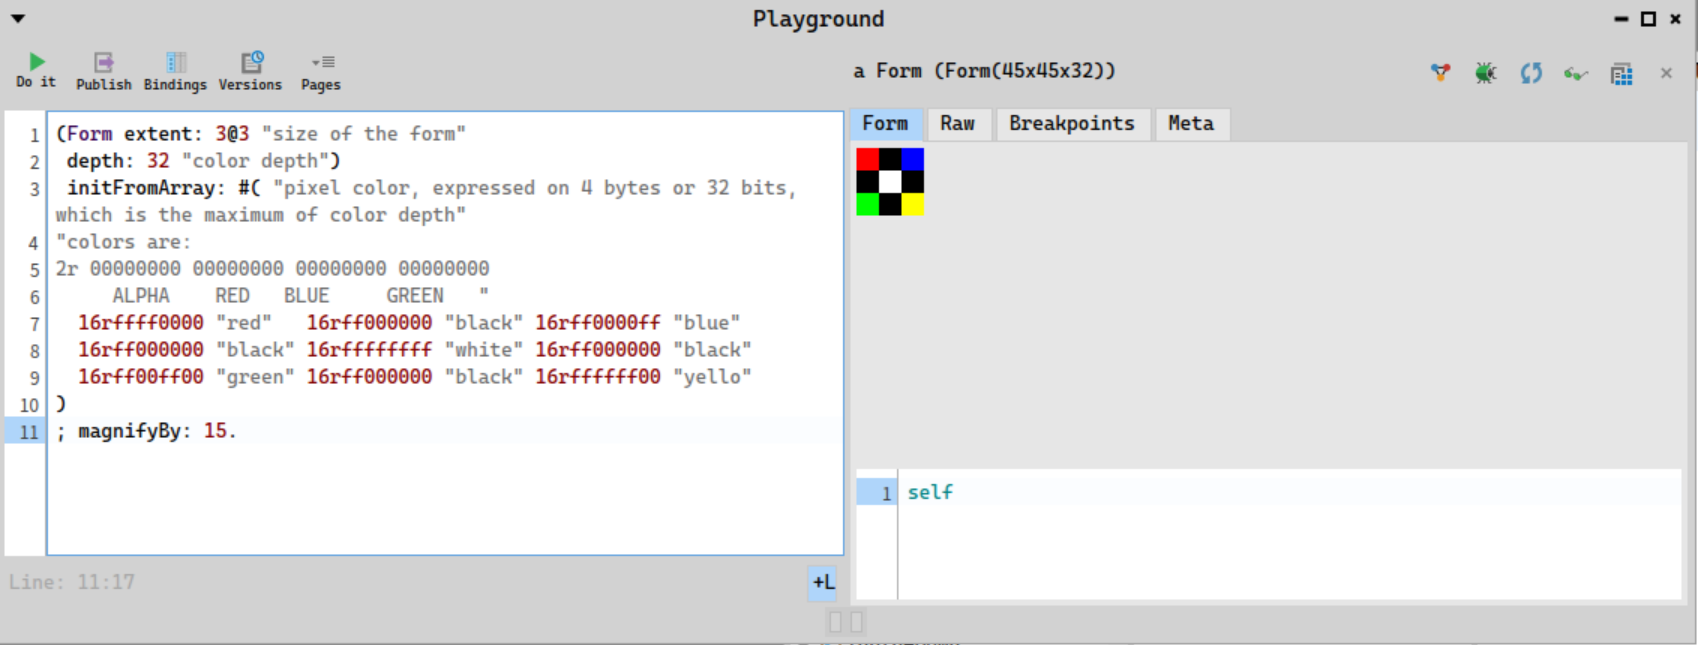 Playground
Do it Publish Bindings Versions Pages
a Form (Form(45x45x32))
1 (Form extent: 3@3 "size of the form"
2 depth: 32 "color depth")
3 initFromArray: #( "pixel color, expressed on 4 bytes or 32 bits,
which is the maximum of color depth"
4 "colors are:
5 2r 00000000 00000000 00000000 00000000
6 ALPHA RED BLUE GREEN "
7 16rffff0000 "red" 16rff000000 "black" 16rff0000ff "blue"
8 16rff000000 "black" 16rffffffff "white" 16rff000000 "black"
9 16rff00ff00 "green" 16rff000000 "black" 16rffffff00 "yello"
10 )
11 ; magnifyBy: 15.
Line: 11:17
+L
Form Raw Breakpoints Meta
1 self